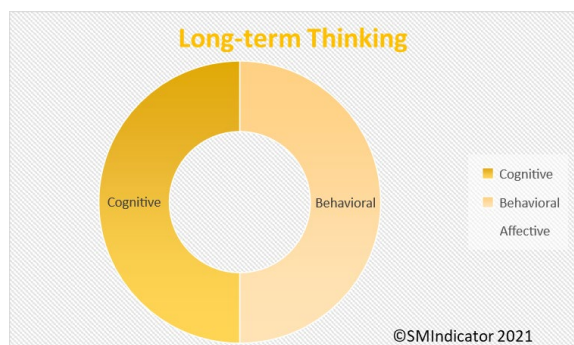 Long-term Thinking
Cognitive
Behavioral
Cognitive
Behavioral
Affective
©SMIndicator 2021